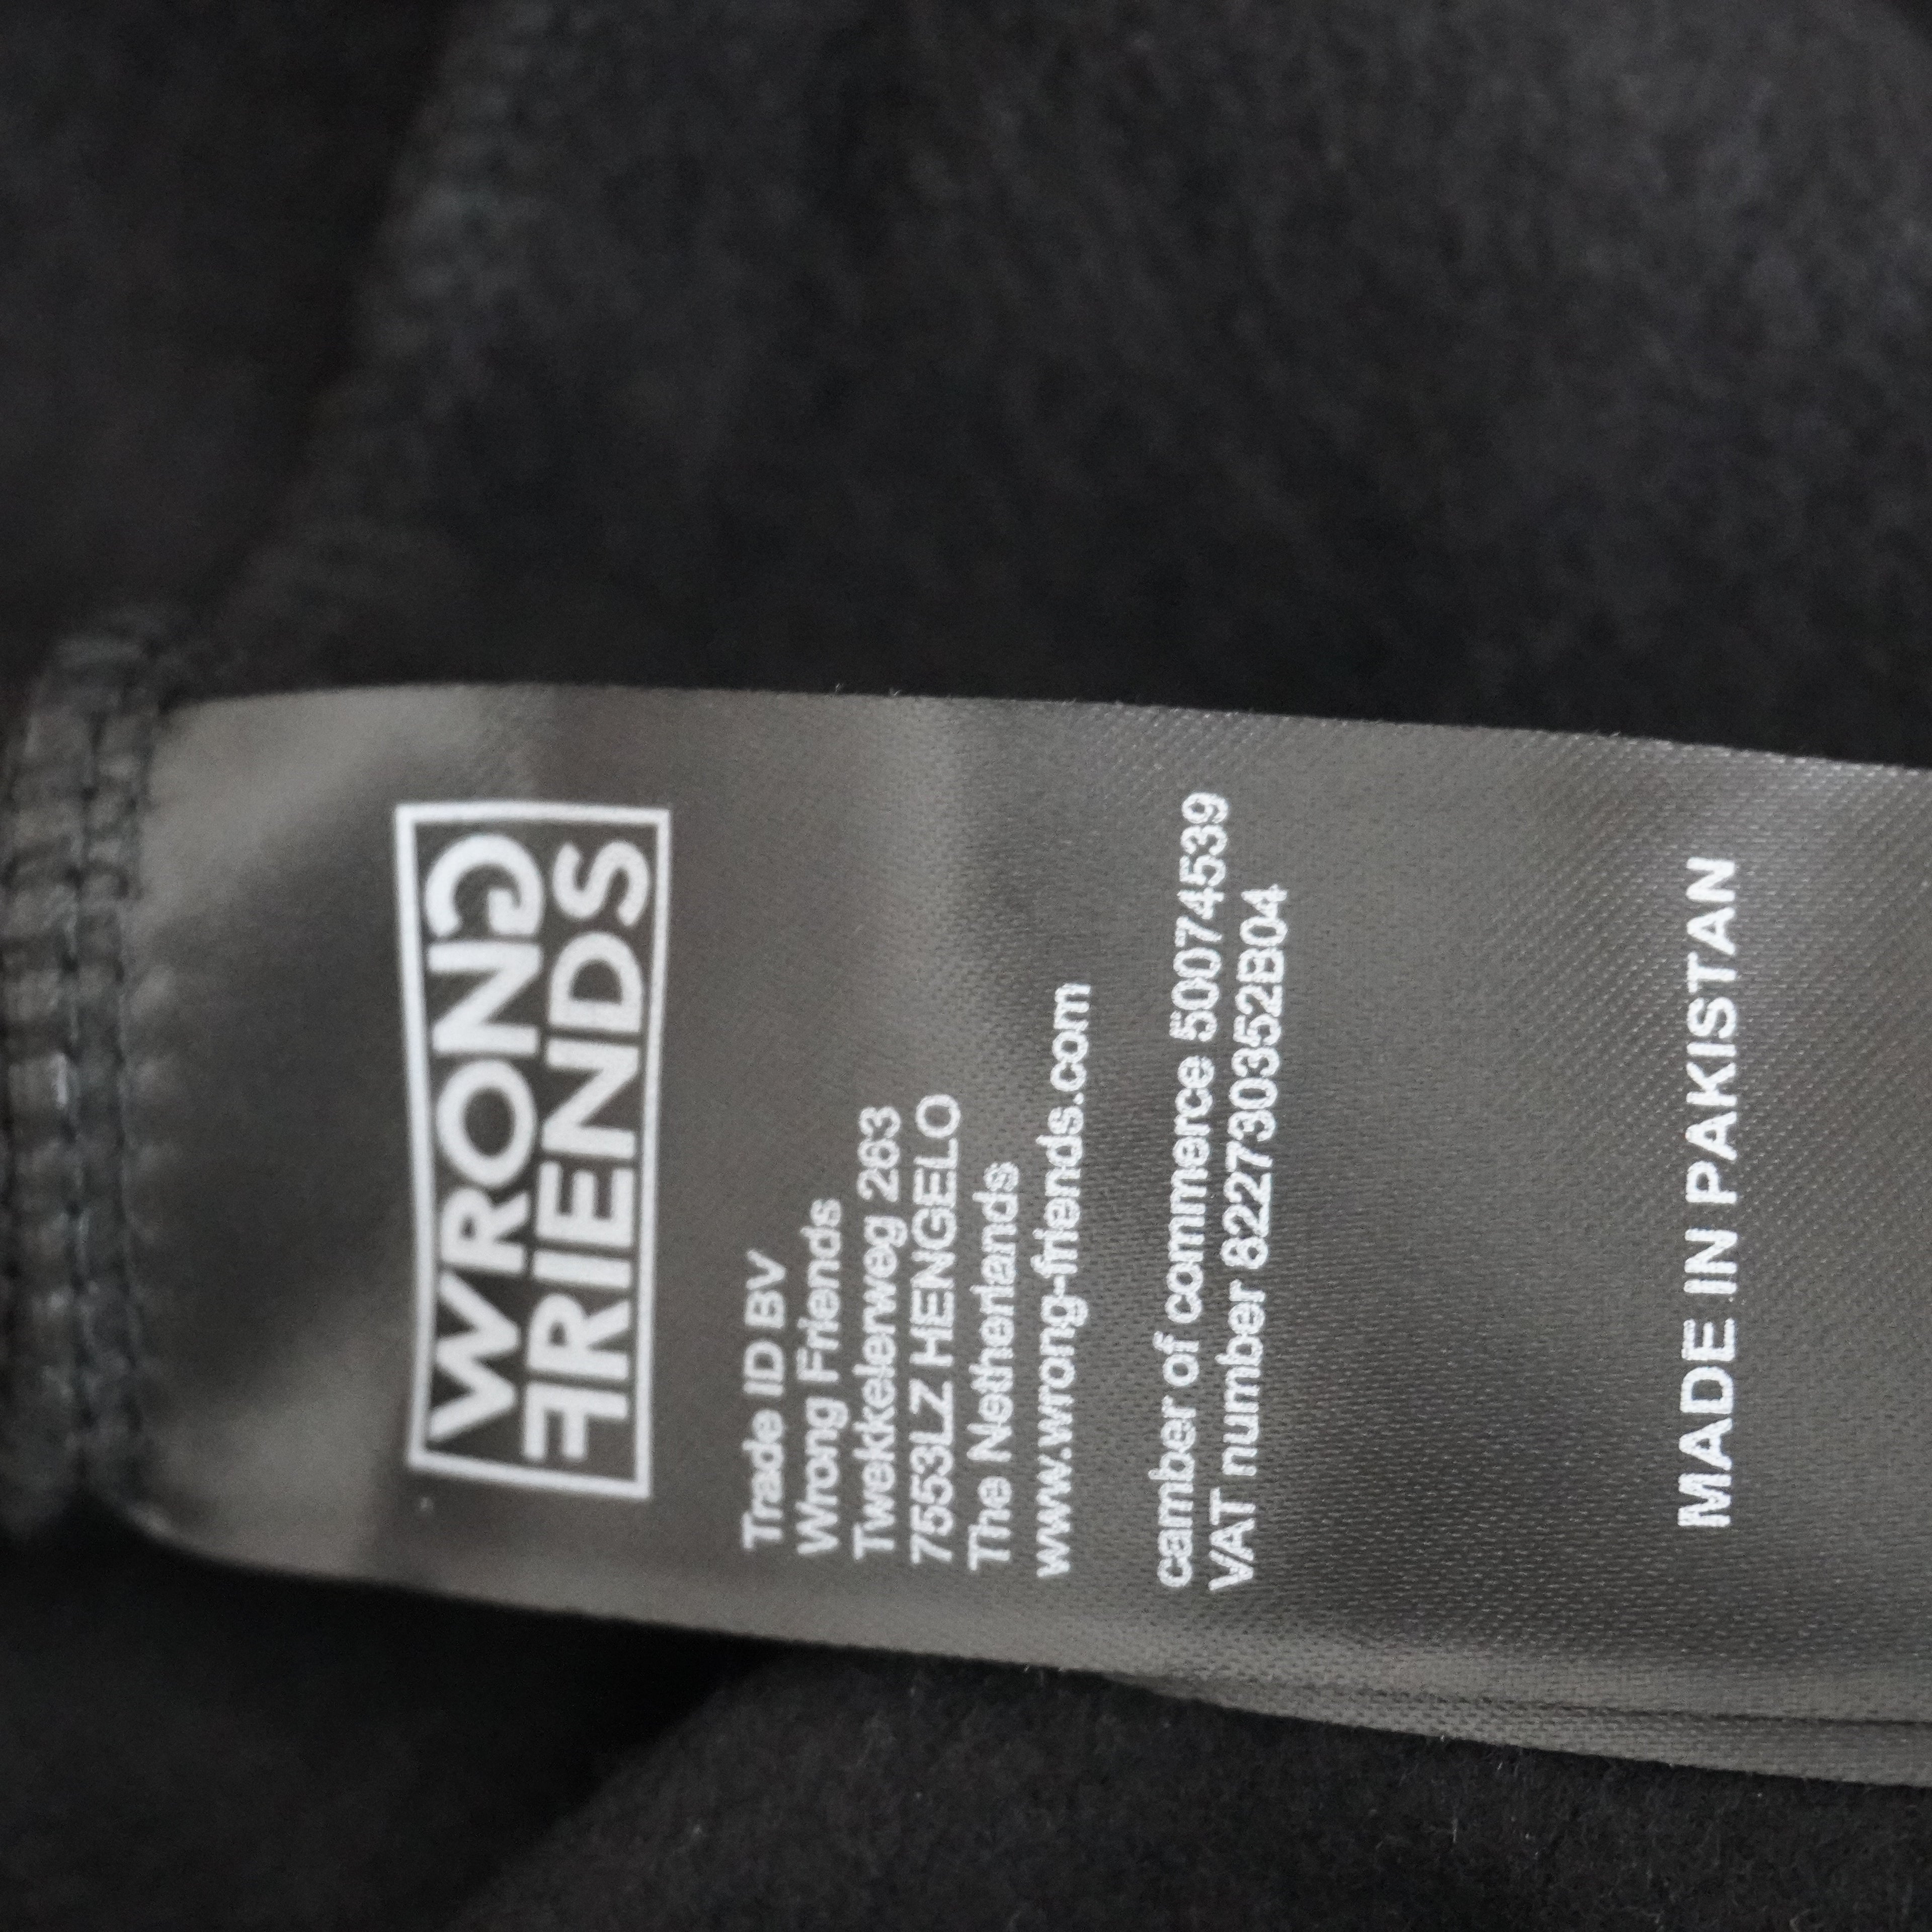 WRONG
FRIENDS
Trade ID BV
Wrong Friends
Twekkelerweg 263
7553LZ HENGELO
The Netherlands
www.wrong-friends.com
camber of commerce 50074539
VAT number 822730352B04
MADE IN PAKISTAN